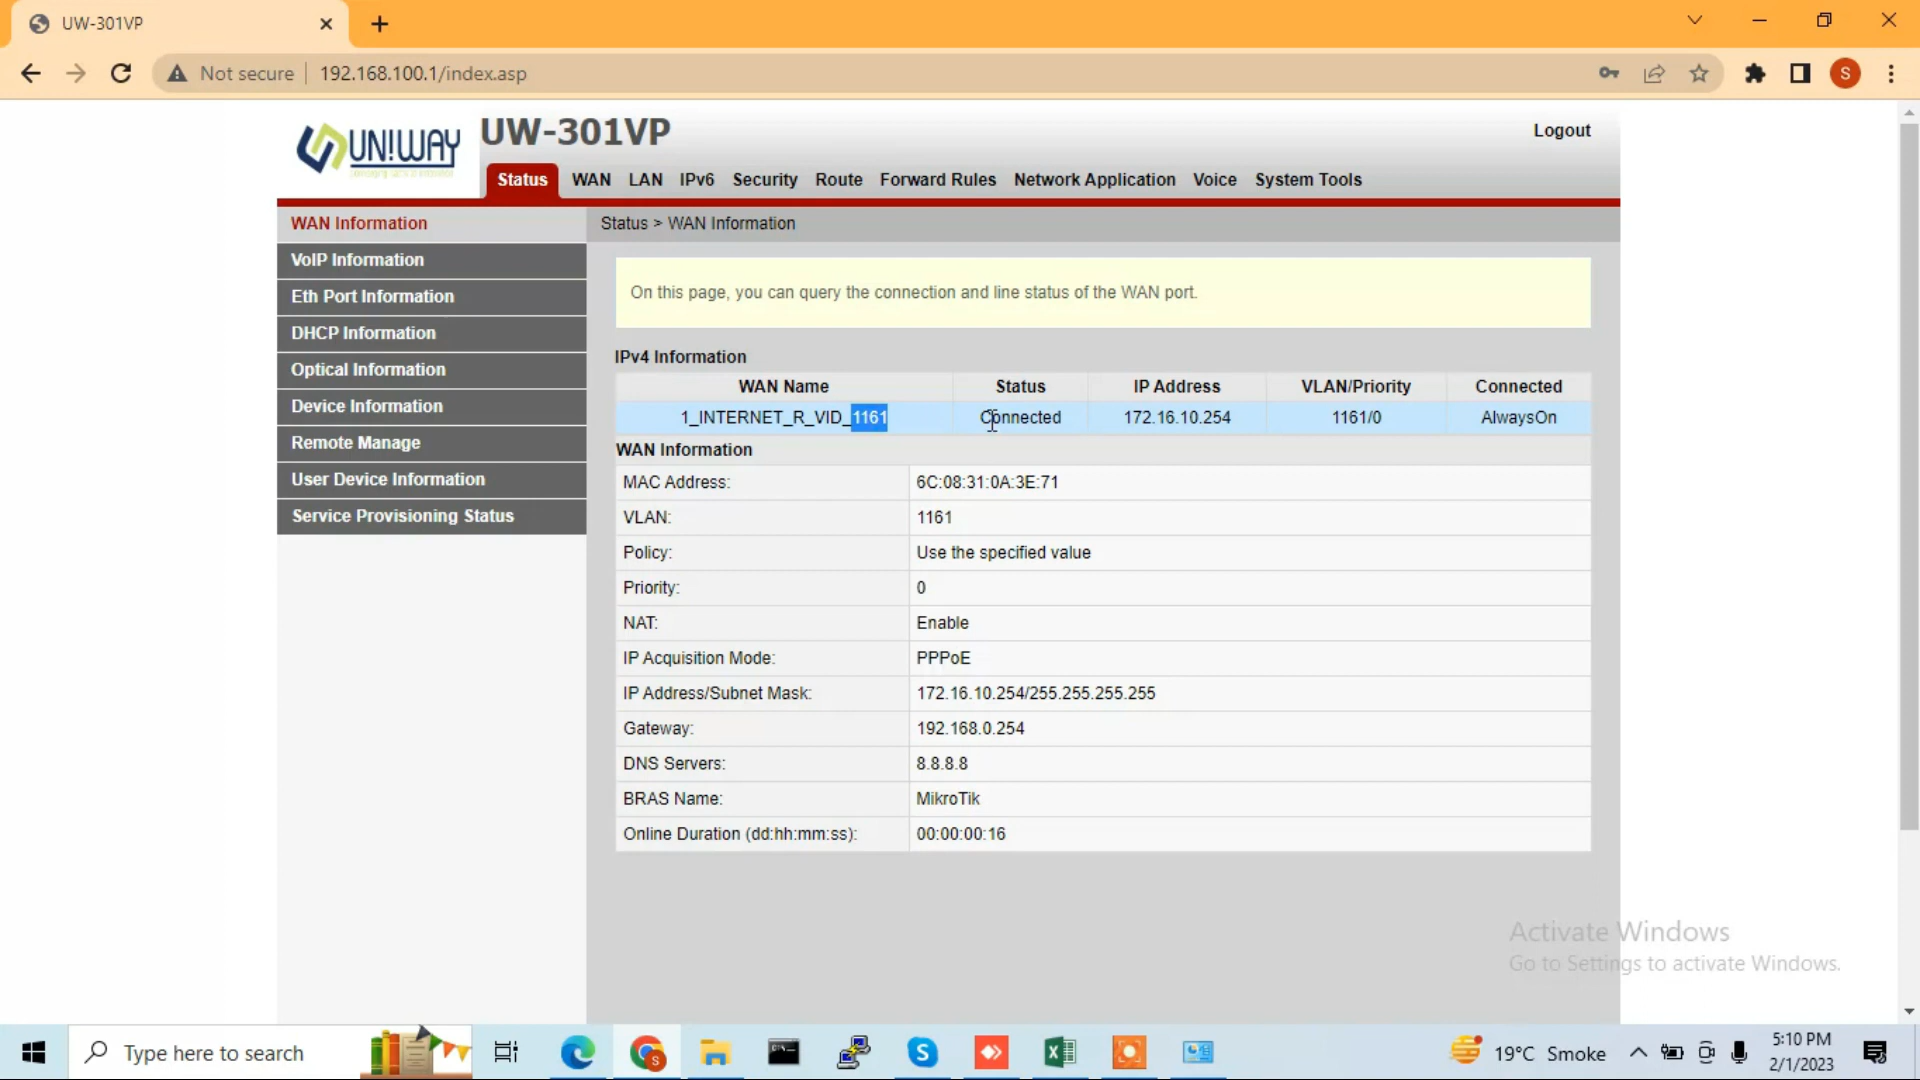 UW-301VP
Not secure
192.168.100.1/index.asp
S
UN!WAY
UW-301VP
Logout
Status WAN LAN IPv6 Security Route Forward Rules Network Application Voice System Tools
WAN Information
VoIP Information
Eth Port Information
DHCP Information
Optical Information
Device Information
Remote Manage
User Device Information
Service Provisioning Status
Status > WAN Information
On this page, you can query the connection and line status of the WAN port.
IPv4 Information
WAN Name Status IP Address VLAN/Priority Connected
1_INTERNET_R_VID_1161 Connected 172.16.10.254 1161/0 AlwaysOn
WAN Information
MAC Address: 6C:08:31:0A:3E:71
VLAN: 1161
Policy: Use the specified value
Priority: 0
NAT: Enable
IP Acquisition Mode: PPPoE
IP Address/Subnet Mask: 172.16.10.254/255.255.255.255
Gateway: 192.168.0.254
DNS Servers: 8.8.8.8
BRAS Name: MikroTik
Online Duration (dd:hh:mm:ss): 00:00:00:16
Activate Windows
Go to Settings to activate Windows.
Type here to search
19°C Smoke
5:10 PM
2/1/2023